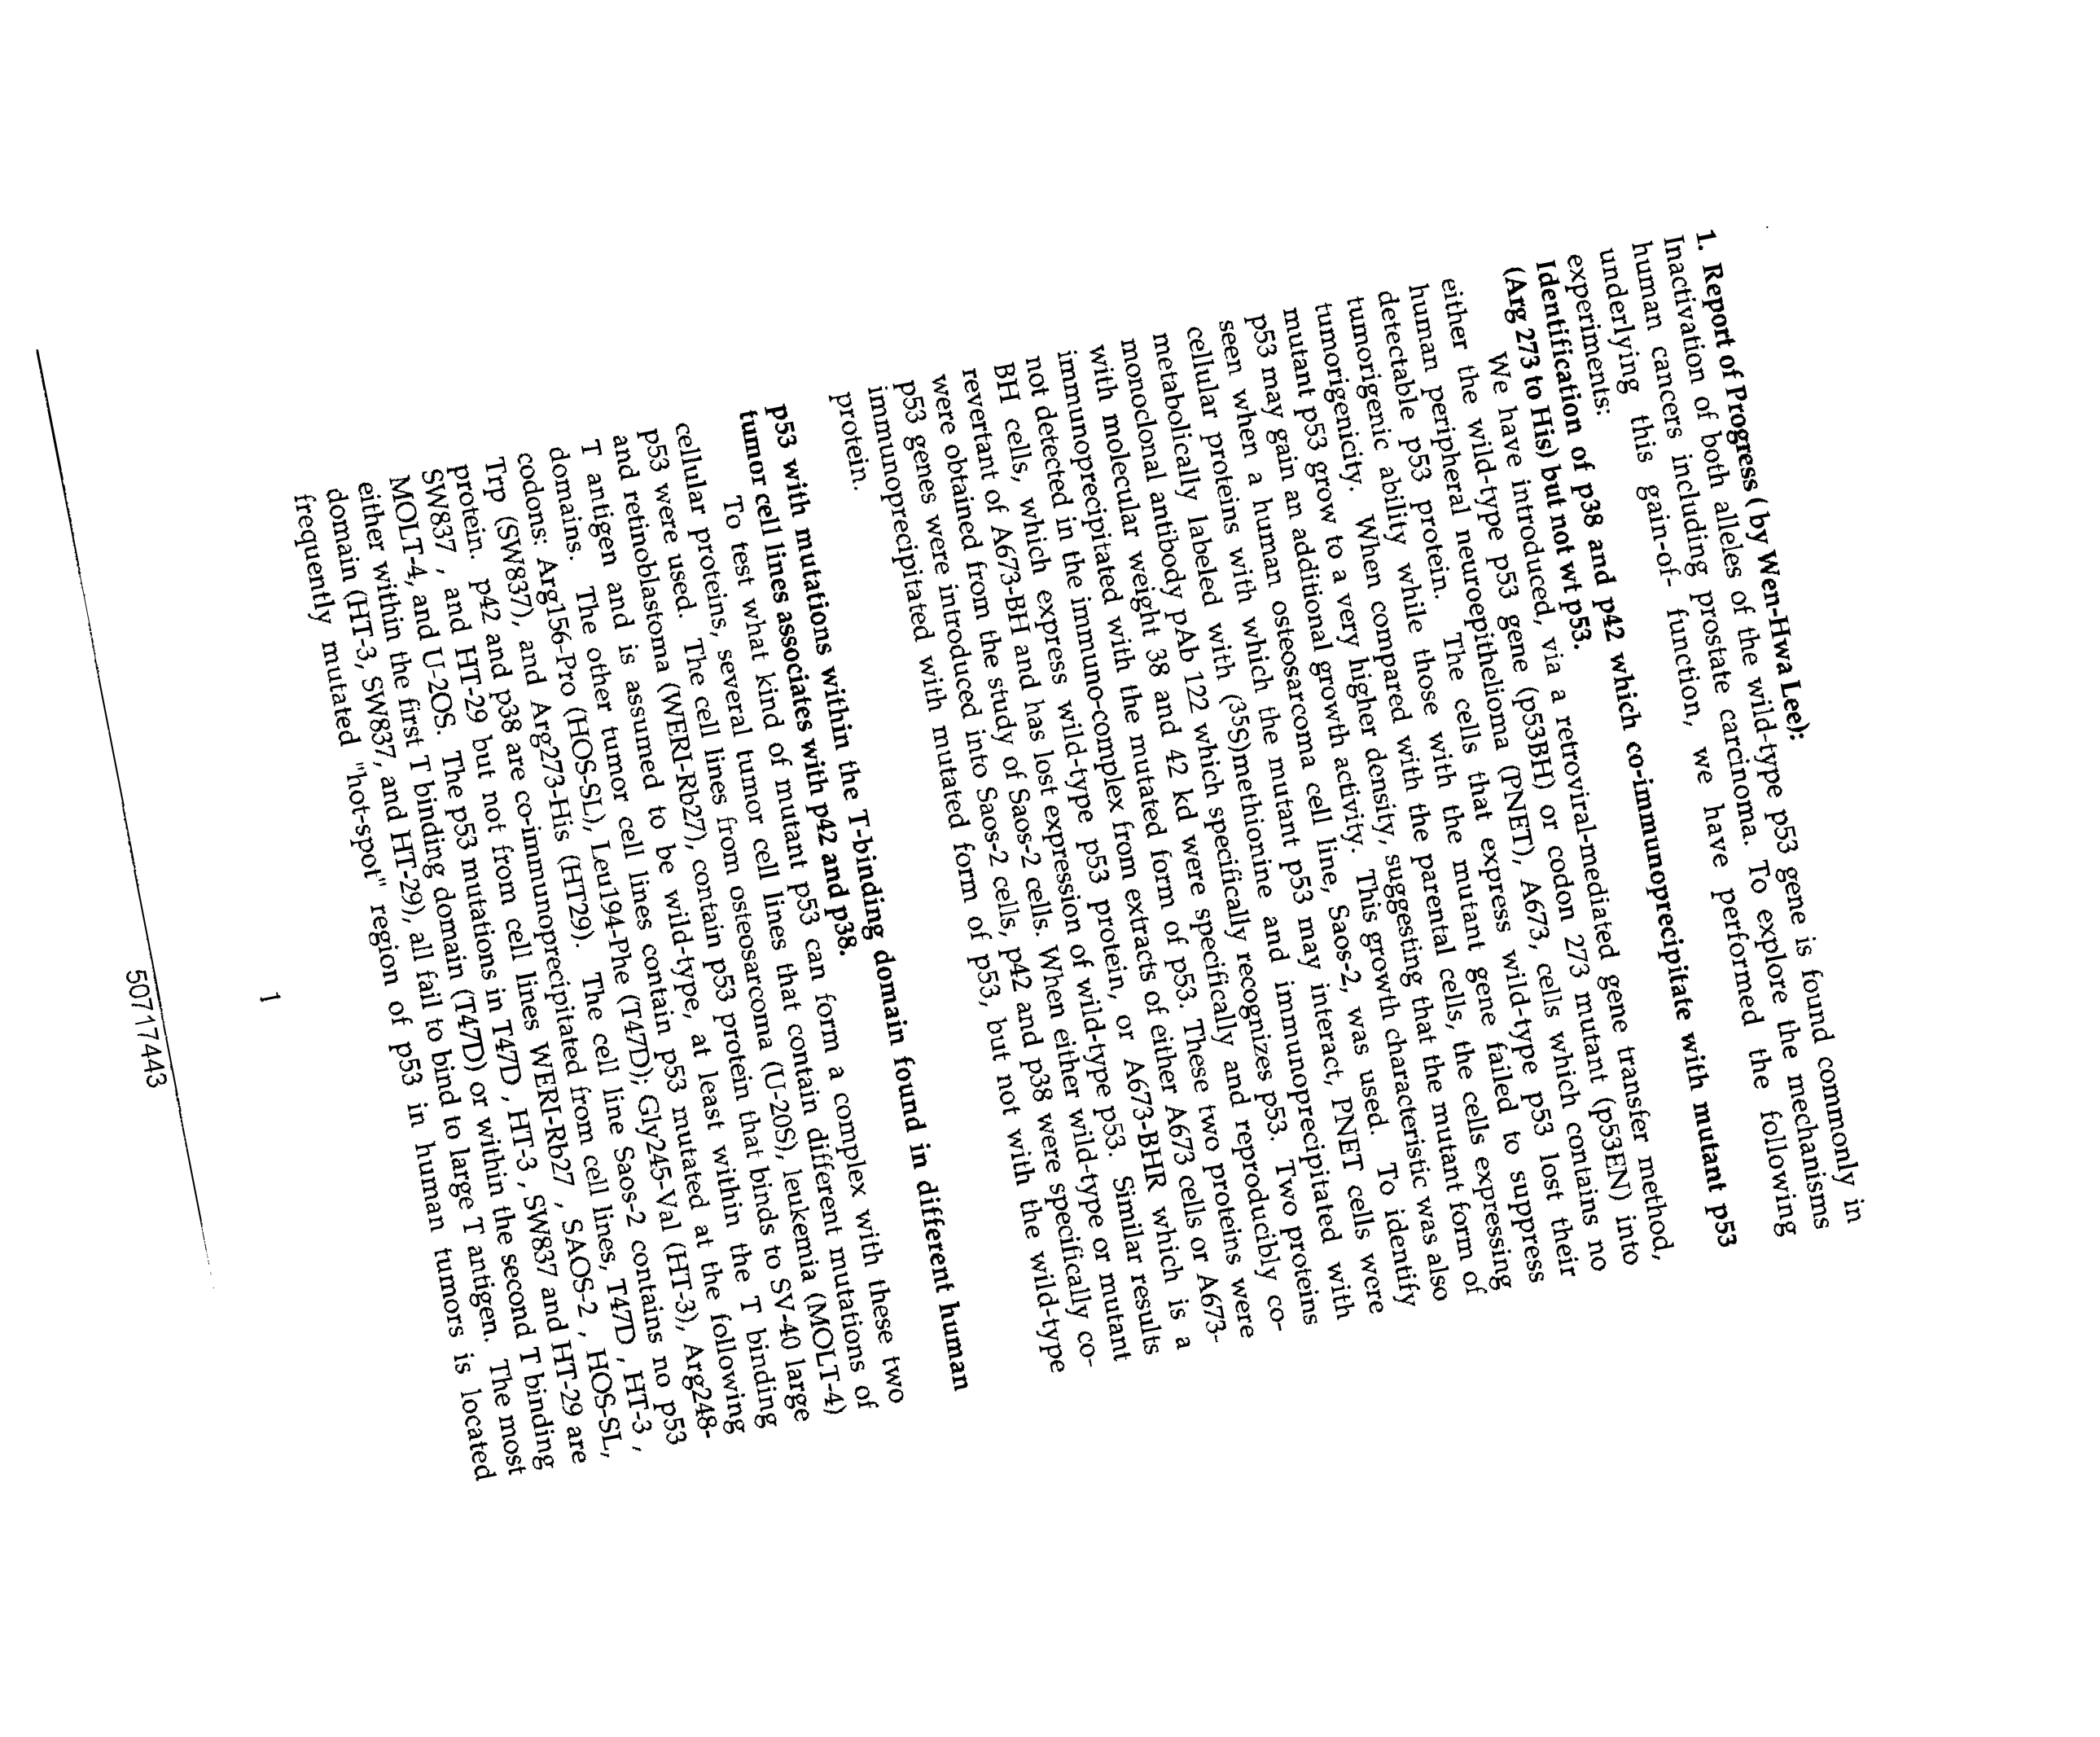 1. Report of Progress ( by Wen-Hwa Lee):
Inactivation of both alleles of the wild-type p53 gene is found commonly in
human cancers including prostate carcinoma. To explore the mechanisms
underlying this gain-of- function, we have performed the following
experiments:
Identification of p38 and p42 which co-immunoprecipitate with mutant p53
(Arg 273 to His) but not wt p53.
We have introduced, via a retroviral-mediated gene transfer method,
either the wild-type p53 gene (p53BH) or codon 273 mutant (p53EN) into
human peripheral neuroepithelioma (PNET), A673, cells which contains no
detectable p53 protein. The cells that express wild-type p53 lost their
tumorigenic ability while those with the mutant gene failed to suppress
tumorigenicity. When compared with the parental cells, the cells expressing
mutant p53 grow to a very higher density, suggesting that the mutant form of
p53 may gain an additional growth activity. This growth characteristic was also
seen when a human osteosarcoma cell line, Saos-2, was used. To identify
cellular proteins with which the mutant p53 may interact, PNET cells were
metabolically labeled with (35S)methionine and immunoprecipitated with
monoclonal antibody pAb 122 which specifically recognizes p53. Two proteins
with molecular weight 38 and 42 kd were specifically and reproducibly co-
immunoprecipitated with the mutated form of p53. These two proteins were
not detected in the immuno-complex from extracts of either A673 cells or A673-
BH cells, which express wild-type p53 protein, or A673-BHR which is a
revertant of A673-BH and has lost expression of wild-type p53. Similar results
were obtained from the study of Saos-2 cells. When either wild-type or mutant
p53 genes were introduced into Saos-2 cells, p42 and p38 were specifically co-
immunoprecipitated with mutated form of p53, but not with the wild-type
protein.
p53 with mutations within the T-binding domain found in different human
tumor cell lines associates with p42 and p38.
To test what kind of mutant p53 can form a complex with these two
cellular proteins, several tumor cell lines that contain different mutations of
p53 were used. The cell lines from osteosarcoma (U-20S), leukemia (MOLT-4)
and retinoblastoma (WERI-Rb27), contain p53 protein that binds to SV-40 large
T antigen and is assumed to be wild-type, at least within the T binding
domains. The other tumor cell lines contain p53 mutated at the following
codons: Arg156-Pro (HOS-SL), Leu194-Phe (T47D); Gly245-Val (HT-3), Arg248-
Trp (SW837), and Arg273-His (HT29). The cell line Saos-2 contains no p53
protein. p42 and p38 are co-immunoprecipitated from cell lines, T47D , HT-3 ,
SW837 , and HT-29 but not from cell lines WERI-Rb27 , SAOS-2 , HOS-SL,
MOLT-4, and U-2OS. The p53 mutations in T47D , HT-3 , SW837 and HT-29 are
either within the first T binding domain (T47D) or within the second T binding
domain (HT-3, SW837, and HT-29), all fail to bind to large T antigen. The most
frequently mutated "hot-spot" region of p53 in human tumors is located
1
50717443